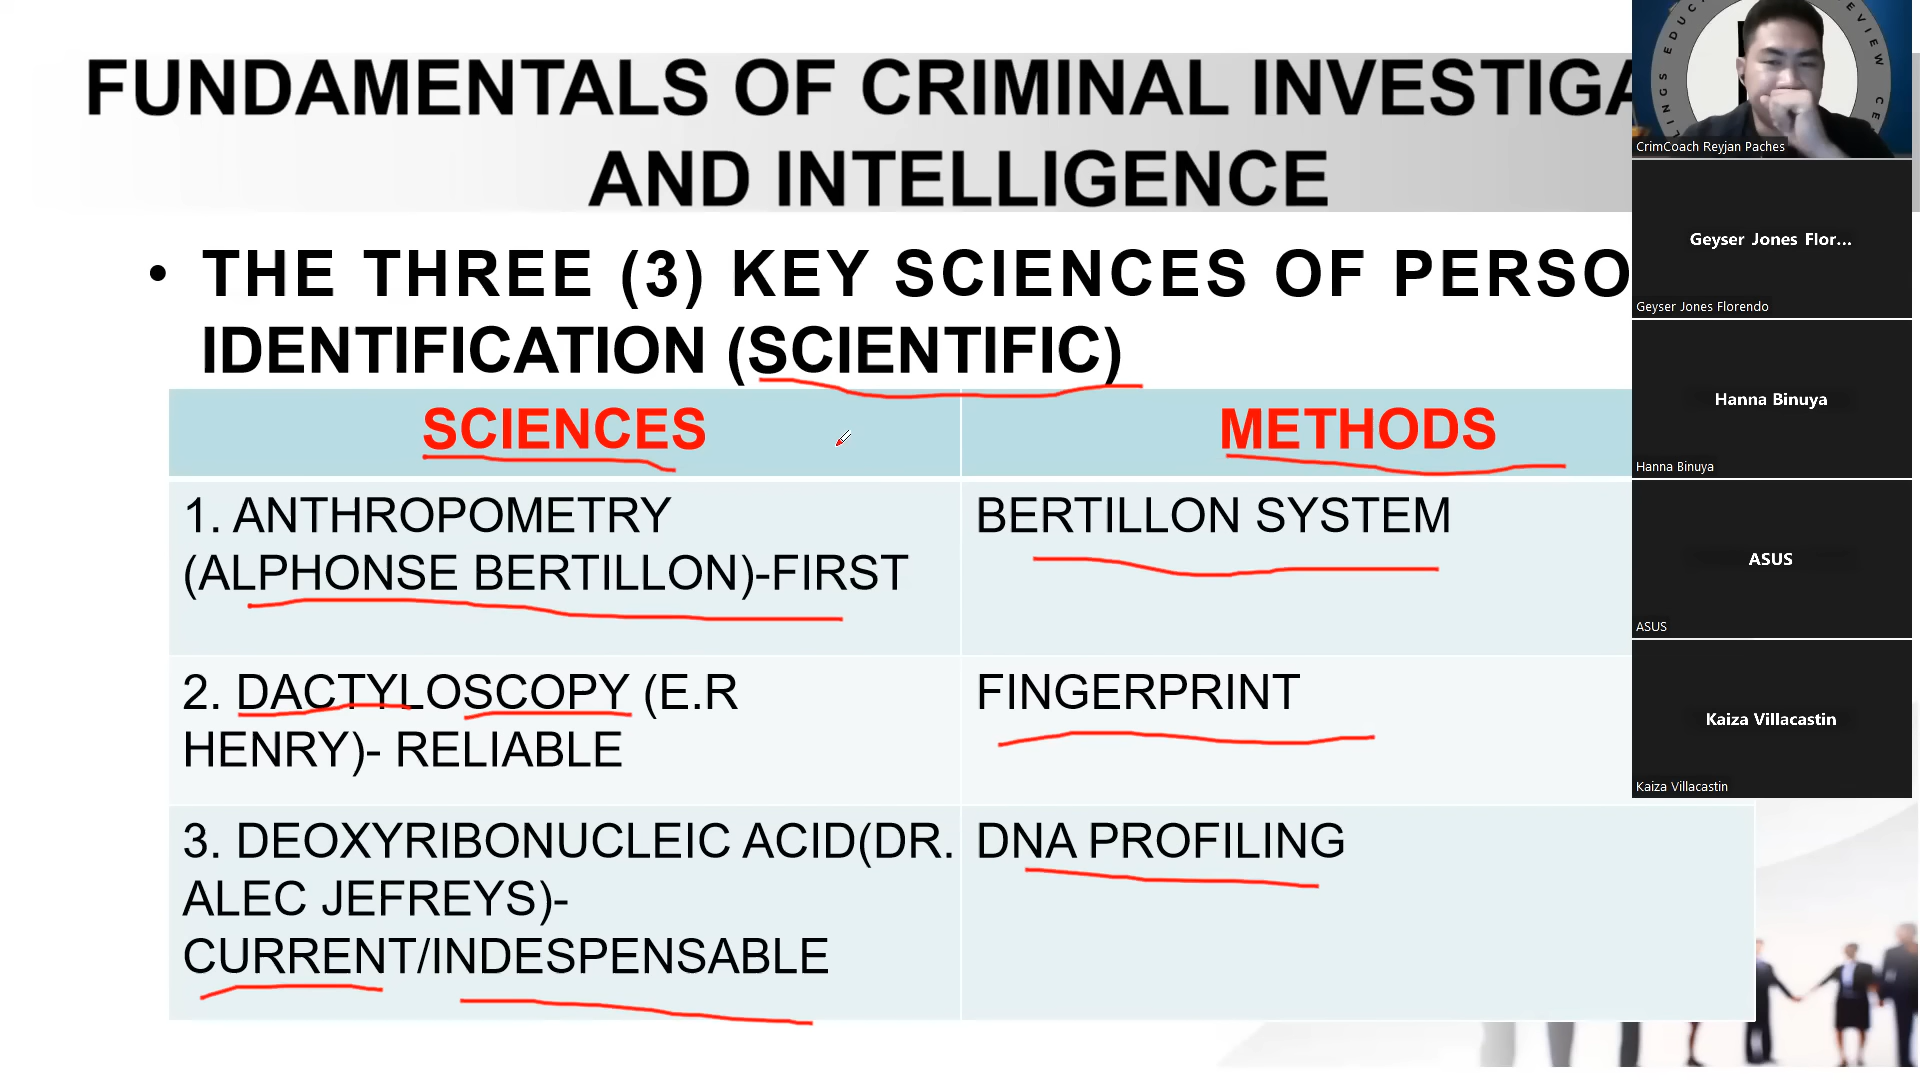 FUNDAMENTALS OF CRIMINAL INVESTIGA
AND INTELLIGENCE
• THE THREE (3) KEY SCIENCES OF PERSO
IDENTIFICATION (SCIENTIFIC)
SCIENCES
METHODS
1. ANTHROPOMETRY
(ALPHONSE BERTILLON)-FIRST
BERTILLON SYSTEM
2. DACTYLOSCOPY (E.R
HENRY)- RELIABLE
FINGERPRINT
3. DEOXYRIBONUCLEIC ACID(DR.
ALEC JEFREYS)-
CURRENT/INDESPENSABLE
DNA PROFILING
CrimCoach Reyjan Paches
Geyser Jones Flor...
Geyser Jones Florendo
Hanna Binuya
Hanna Binuya
ASUS
ASUS
Kaiza Villacastin
Kaiza Villacastin